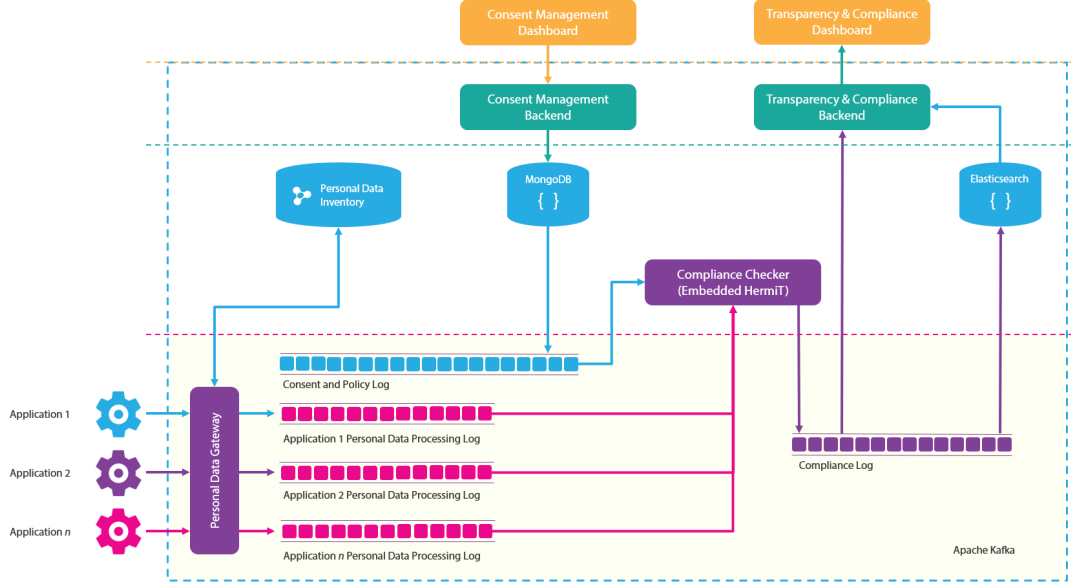 Consent Management
Dashboard
Transparency & Compliance
Dashboard
Consent Management
Backend
Transparency & Compliance
Backend
Personal Data
Inventory
MongoDB
{ }
Elasticsearch
{ }
Compliance Checker
(Embedded HermiT)
Consent and Policy Log
Application 1
Personal Data Gateway
Application 1 Personal Data Processing Log
Compliance Log
Application 2
Application 2 Personal Data Processing Log
Application n
Application n Personal Data Processing Log
Apache Kafka